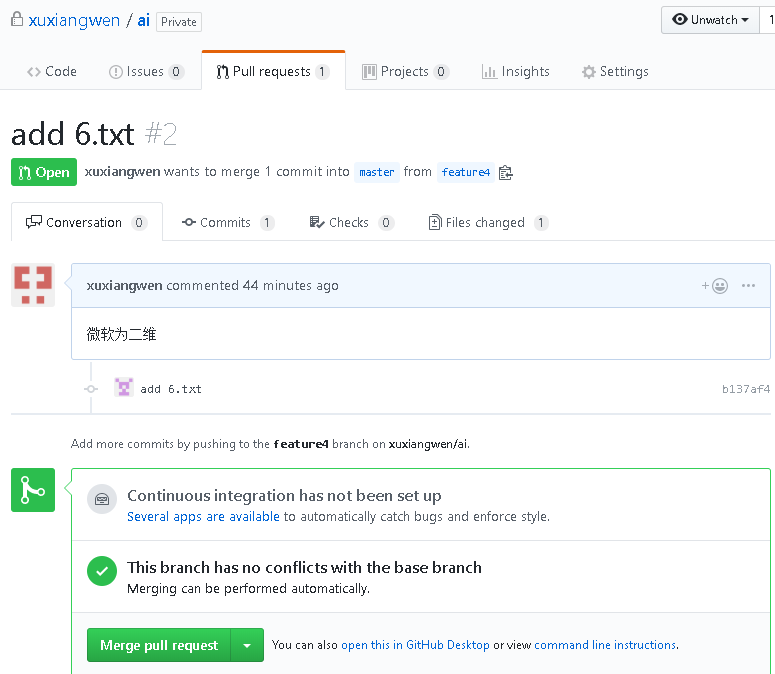 xuxiangwen / ai Private Unwatch 1
Code Issues 0 Pull requests 1 Projects 0 Insights Settings
add 6.txt #2
Open xuxiangwen wants to merge 1 commit into master from feature4
Conversation 0 Commits 1 Checks 0 Files changed 1
xuxiangwen commented 44 minutes ago
微软为二维
add 6.txt b137af4
Add more commits by pushing to the feature4 branch on xuxiangwen/ai.
Continuous integration has not been set up
Several apps are available to automatically catch bugs and enforce style.
This branch has no conflicts with the base branch
Merging can be performed automatically.
Merge pull request You can also open this in GitHub Desktop or view command line instructions.